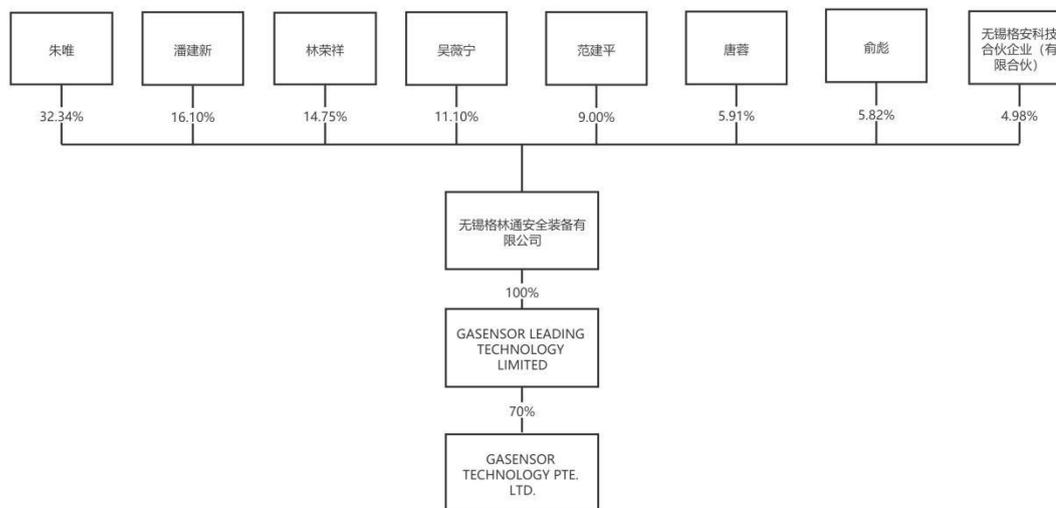 朱唯
潘建新
林荣祥
吴薇宁
范建平
唐蓉
俞彪
无锡格安科技
合伙企业（有
限合伙）
32.34%
16.10%
14.75%
11.10%
9.00%
5.91%
5.82%
4.98%
无锡格林通安全装备有
限公司
100%
GASENSOR LEADING
TECHNOLOGY
LIMITED
70%
GASENSOR
TECHNOLOGY PTE.
LTD.